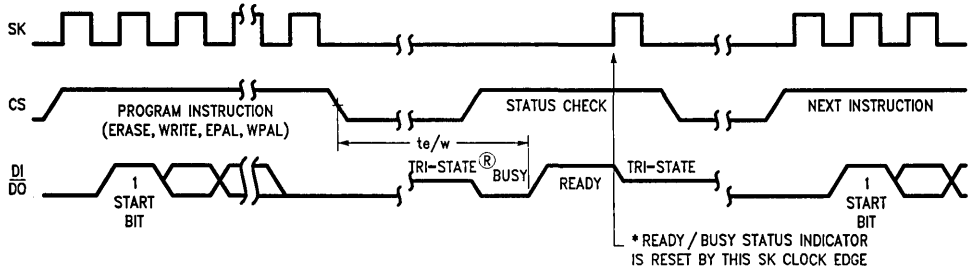 SK
CS
PROGRAM INSTRUCTION
(ERASE, WRITE, EPAL, WPAL)
STATUS CHECK
NEXT INSTRUCTION
te/w
DI
DO
1
START
BIT
TRI-STATE ® BUSY
READY
TRI-STATE
1
START
BIT
* READY / BUSY STATUS INDICATOR
IS RESET BY THIS SK CLOCK EDGE